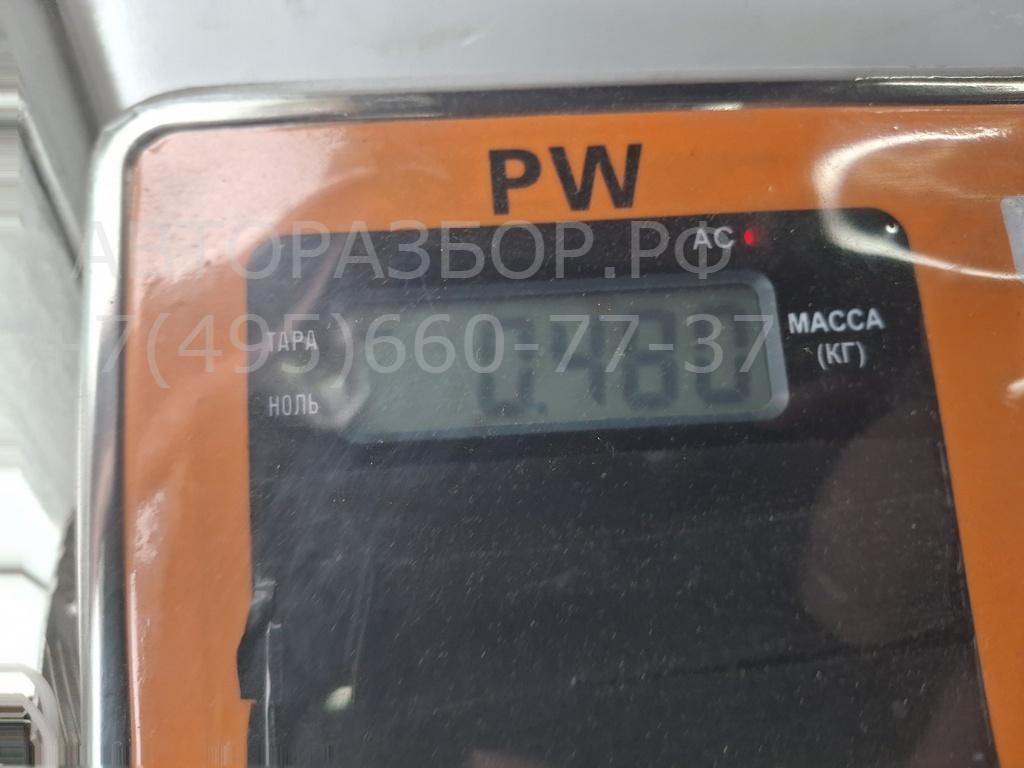 PW
AC
АВТОРАЗБОР.РФ
+7(495)660-77-37
ТАРА
0.480
МАССА
(КГ)
НОЛЬ